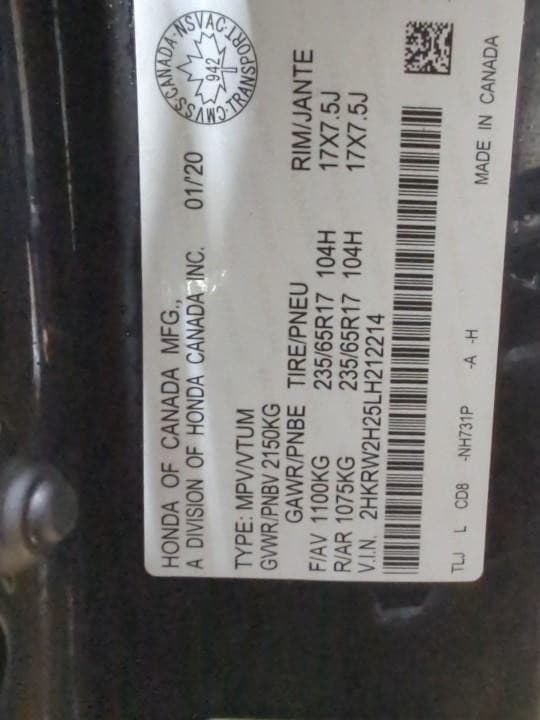 HONDA OF CANADA MFG.,
A DIVISION OF HONDA CANADA INC. 01/'20
CMVSS·CANADA·NSVAC·TRANSPORT
942
TYPE: MPV/VTUM
GVWR/PNBV 2150KG
GAWR/PNBE TIRE/PNEU RIM/JANTE
F/AV 1100KG 235/65R17 104H 17X7.5J
R/AR 1075KG 235/65R17 104H 17X7.5J
V.I.N. 2HKRW2H25LH212214
TLJ L CD8 -NH731P -A -H
MADE IN CANADA